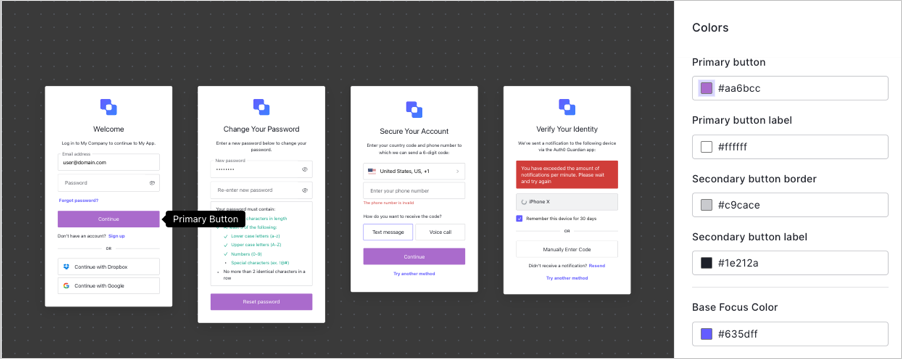 Welcome
Log in to My Company to continue to My App.
Email address
user@domain.com
Password
Forgot password?
Continue
Primary Button
Don't have an account? Sign up
OR
Continue with Dropbox
Continue with Google
Change Your Password
Enter a new password below to change your
password.
New password
Re-enter new password
Your password must contain:
characters in length
the following:
Lower case letters (a-z)
Upper case letters (A-Z)
Numbers (0-9)
Special characters (ex: !@#)
No more than 2 identical characters in a
row
Reset password
Secure Your Account
Enter your country code and phone number to
which we can send a 6-digit code.
United States, US, +1
Enter your phone number
The phone number is invalid
How do you want to receive the code?
Text message
Voice call
Continue
Try another method
Verify Your Identity
We've sent a notification to the following device
via the Auth0 Guardian app:
You have exceeded the amount of
notifications per minute. Please wait
and try again.
iPhone X
Remember this device for 30 days
OR
Manually Enter Code
Didn't receive a notification? Resend
Try another method
Colors
Primary button
#aa6bcc
Primary button label
#ffffff
Secondary button border
#c9cace
Secondary button label
#1e212a
Base Focus Color
#635dff